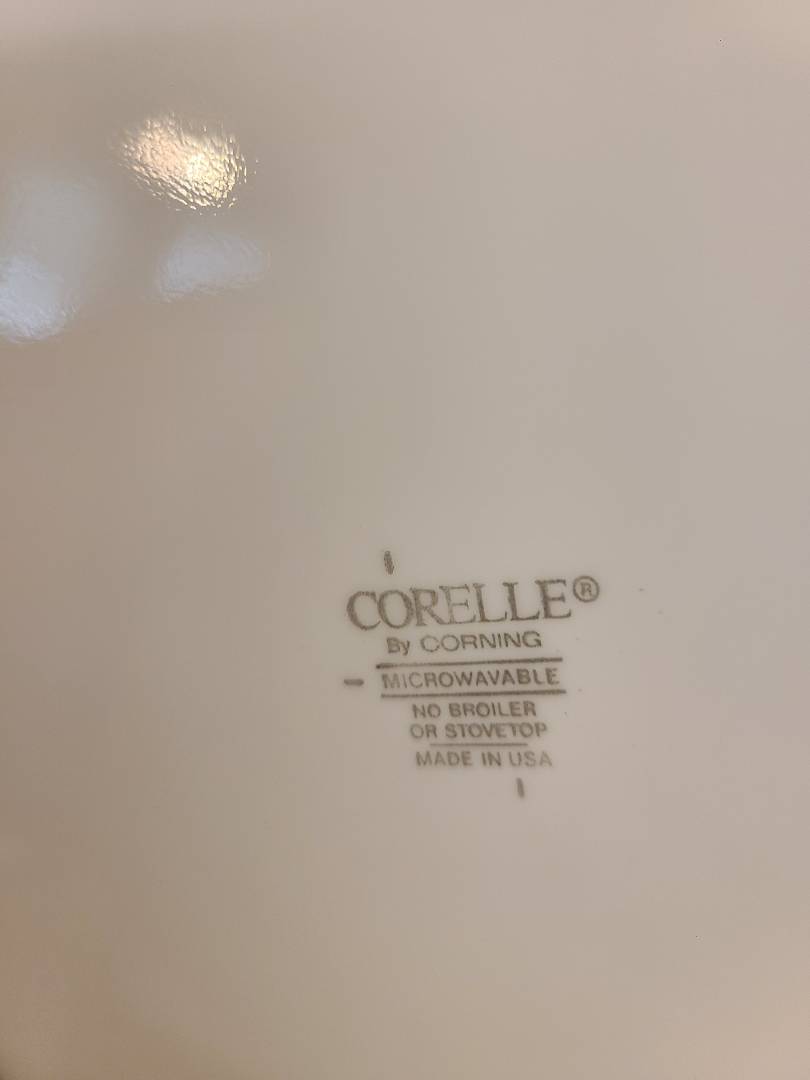 CORELLE®
By CORNING
MICROWAVABLE
NO BROILER
OR STOVETOP
MADE IN USA